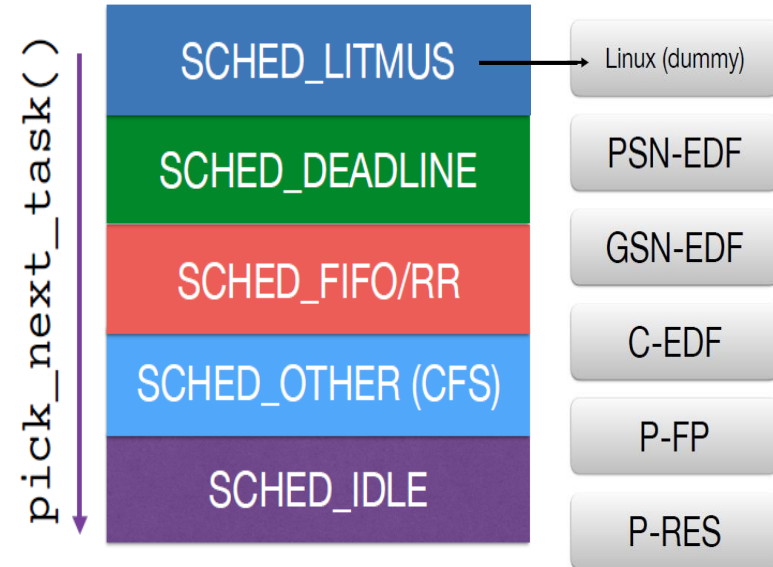 pick_next_task()
SCHED_LITMUS
SCHED_DEADLINE
SCHED_FIFO/RR
SCHED_OTHER (CFS)
SCHED_IDLE
Linux (dummy)
PSN-EDF
GSN-EDF
C-EDF
P-FP
P-RES